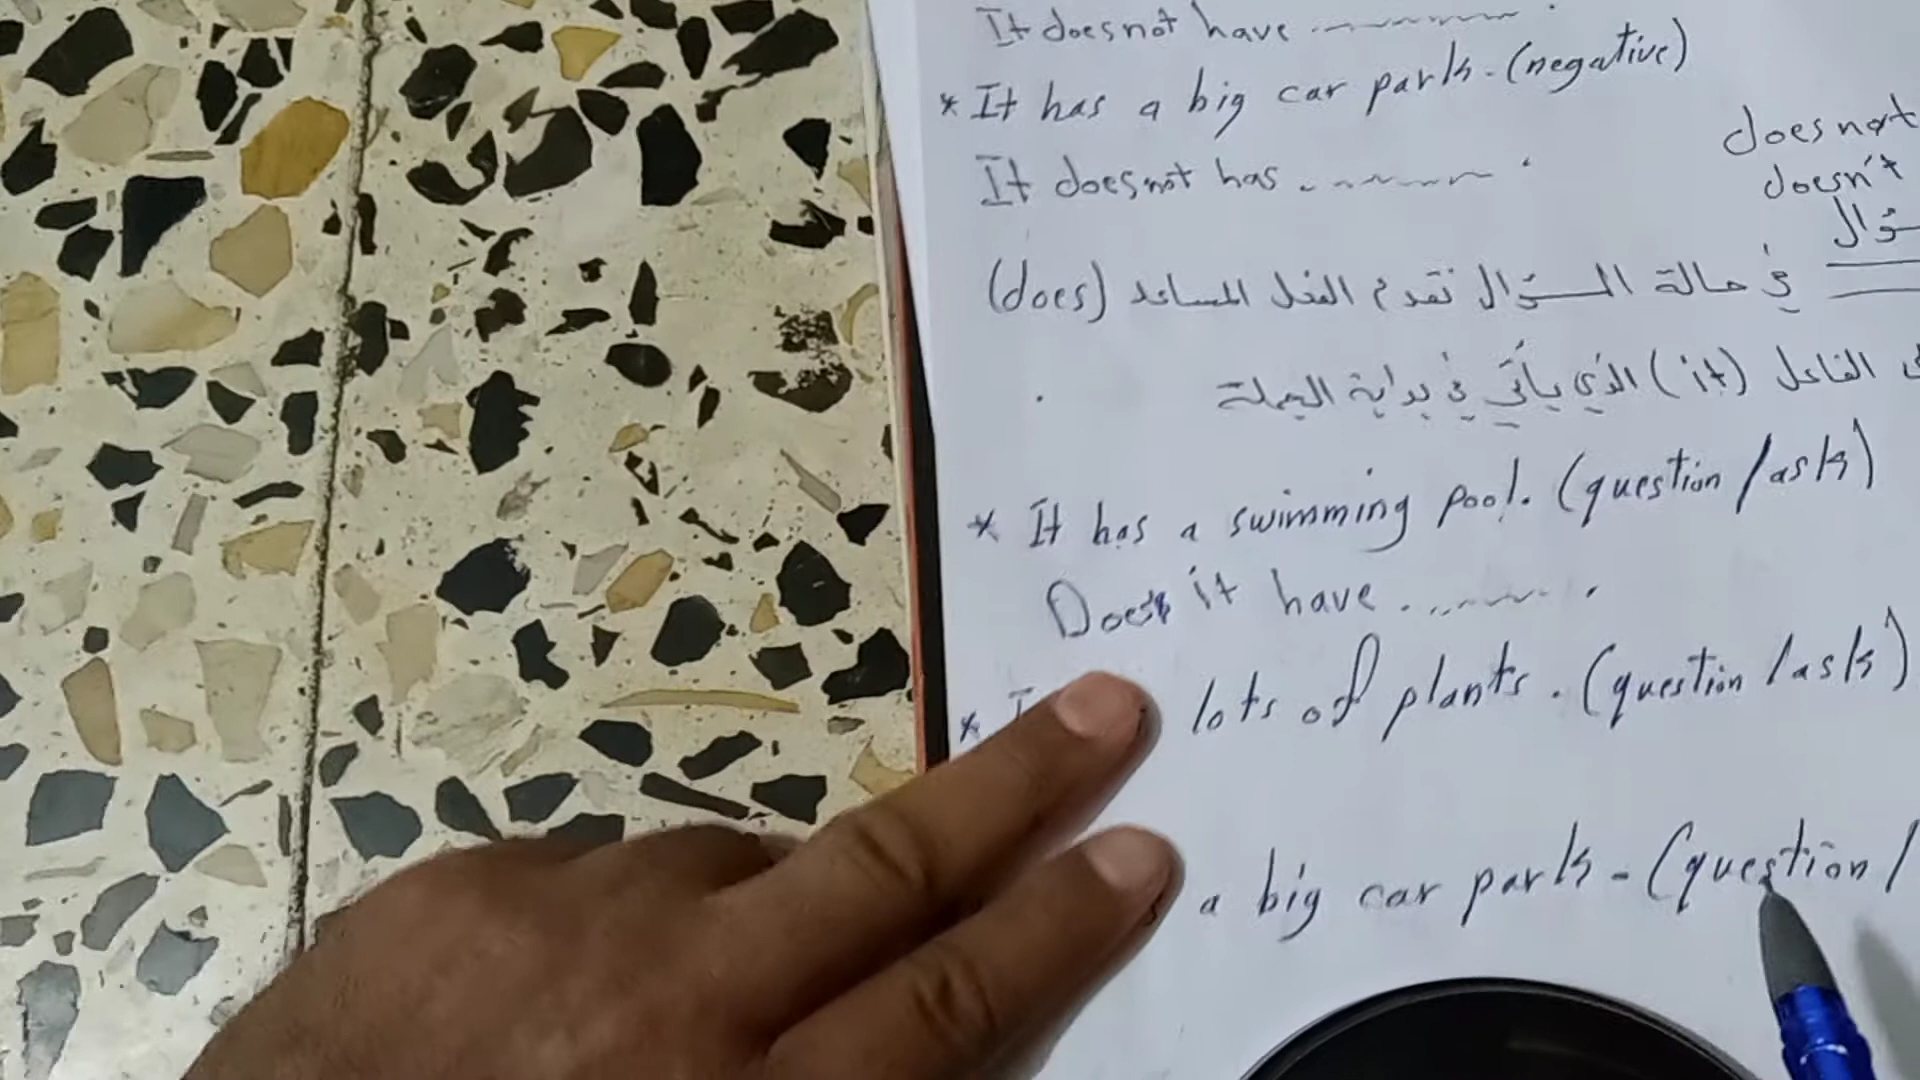 It does not have ........
* It has a big car park. (negative)
It does not has ........
does not
doesn't
في حالة السؤال نقدم الفعل المساعد (does)
الفاعل (it) الذي يأتي في بداية الجملة
* It has a swimming pool. (question / ask)
Does it have ........
* lots of plants. (question / ask)
a big car park. (question /